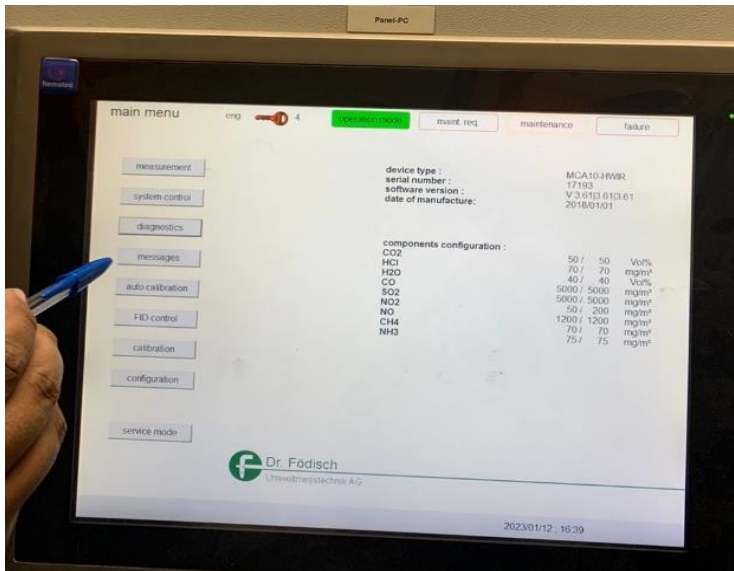 Panel-PC
hematec
main menu
eng
4
operation mode
maint. req.
maintenance
failure
measurement
system control
diagnostics
messages
auto calibration
FID control
calibration
configuration
service mode
device type : MCA10-HWIR
serial number : 17193
software version : V 3.61|3.61|3.61
date of manufacture: 2018/01/01
components configuration :
CO2 50 / 50 Vol%
HCl 70 / 70 mg/m³
H2O 40 / 40 Vol%
CO 5000 / 5000 mg/m³
SO2 5000 / 5000 mg/m³
NO2 50 / 200 mg/m³
NO 1200 / 1200 mg/m³
CH4 70 / 70 mg/m³
NH3 75 / 75 mg/m³
Dr. Födisch
Umweltmesstechnik AG
2023/01/12 , 16:39